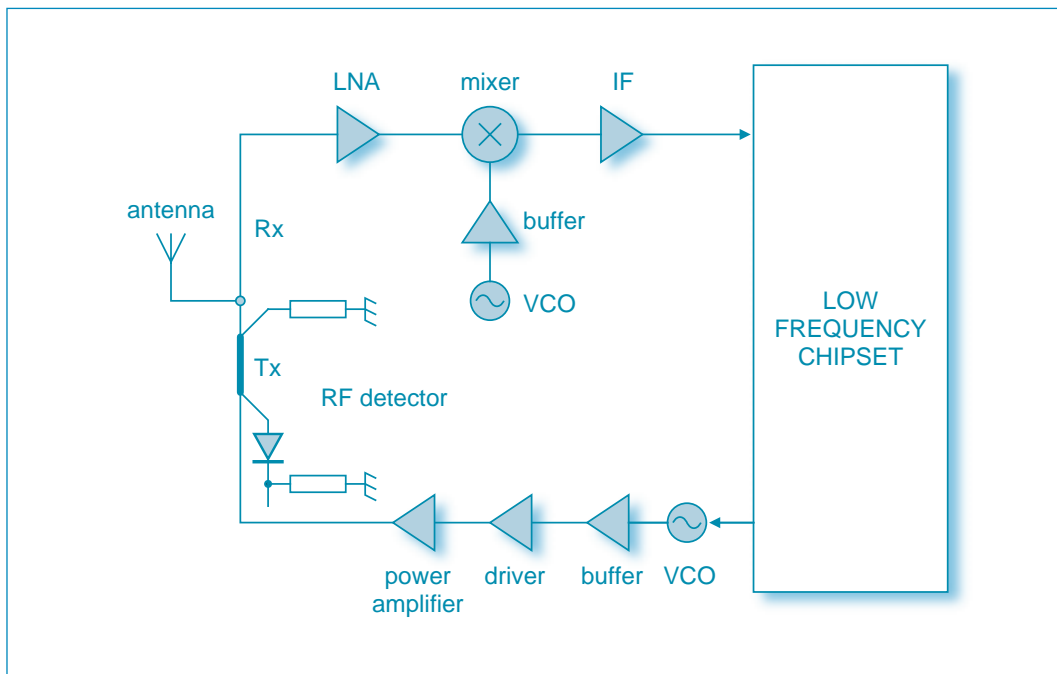 LNA
mixer
IF
antenna
Rx
buffer
VCO
LOW
FREQUENCY
CHIPSET
Tx
RF detector
power
amplifier
driver
buffer
VCO